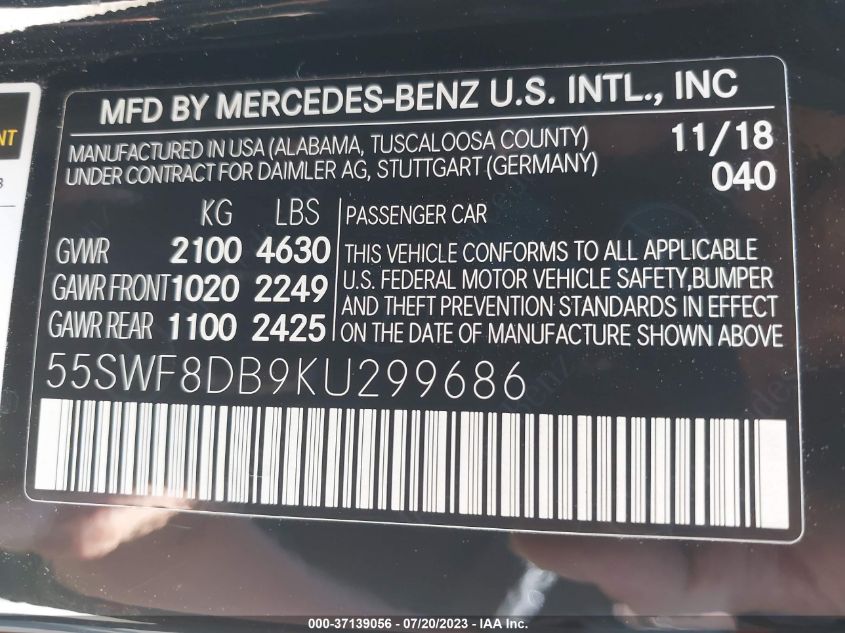 MFD BY MERCEDES-BENZ U.S. INTL., INC
MANUFACTURED IN USA (ALABAMA, TUSCALOOSA COUNTY)
UNDER CONTRACT FOR DAIMLER AG, STUTTGART (GERMANY)
11/18
040
KG LBS
GVWR 2100 4630
GAWR FRONT 1020 2249
GAWR REAR 1100 2425
PASSENGER CAR
THIS VEHICLE CONFORMS TO ALL APPLICABLE
U.S. FEDERAL MOTOR VEHICLE SAFETY,BUMPER
AND THEFT PREVENTION STANDARDS IN EFFECT
ON THE DATE OF MANUFACTURE SHOWN ABOVE
55SWF8DB9KU299686
000-37139056 - 07/20/2023 - IAA Inc.